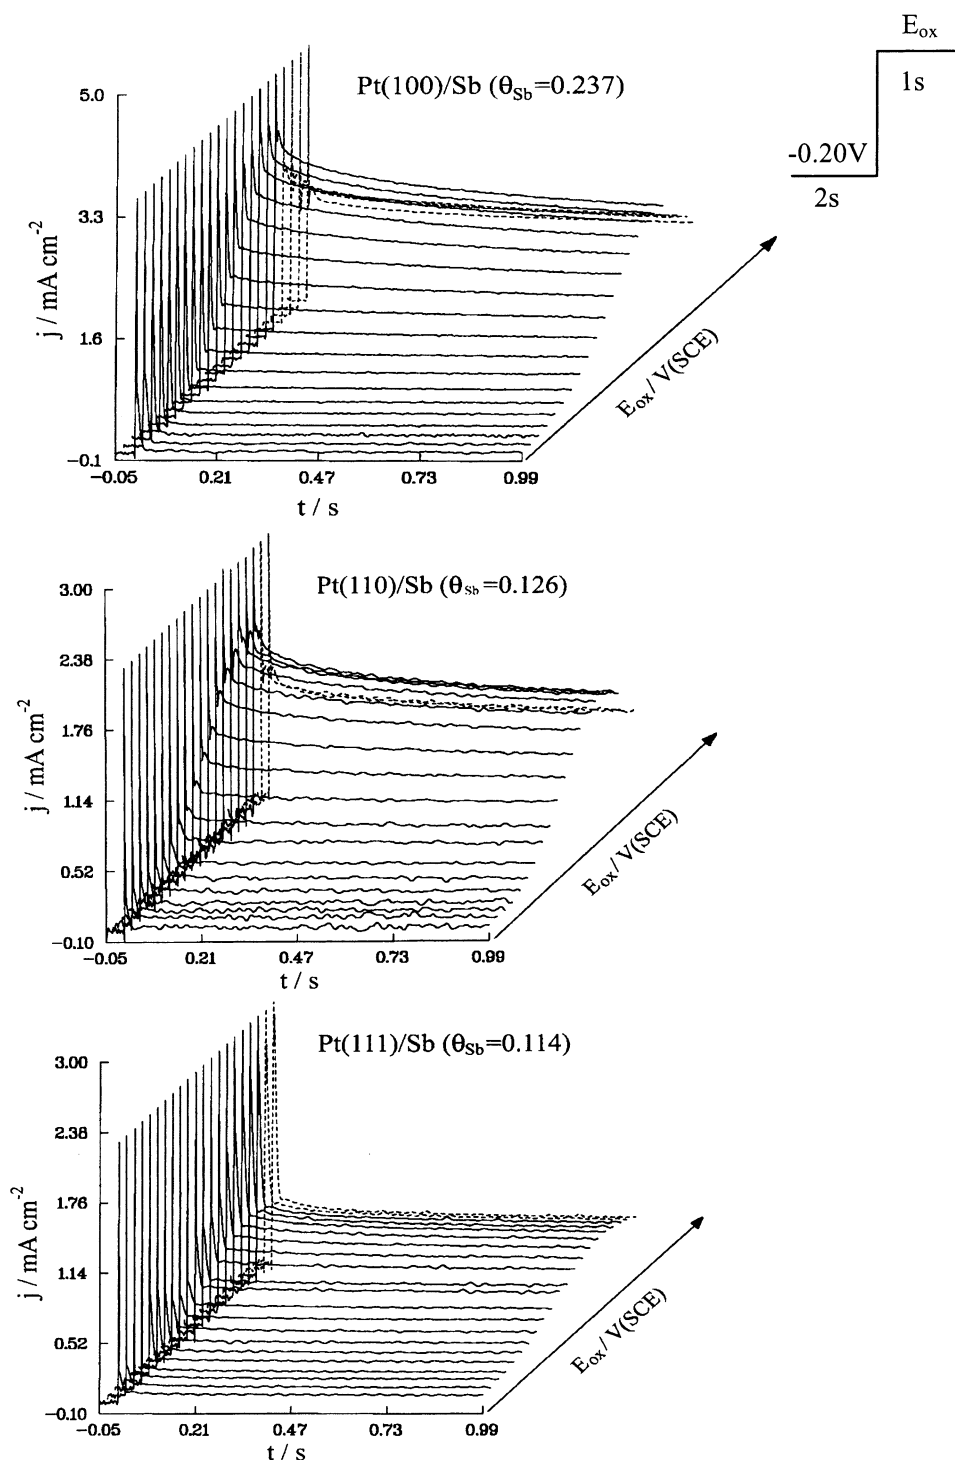 E_ox
1s
-0.20V
2s
Pt(100)/Sb (θ_Sb=0.237)
5.0
3.3
1.6
−0.1
j / mA cm⁻²
−0.05 0.21 0.47 0.73 0.99
t / s
E_ox / V(SCE)
Pt(110)/Sb (θ_Sb=0.126)
3.00
2.38
1.76
1.14
0.52
−0.10
j / mA cm⁻²
−0.05 0.21 0.47 0.73 0.99
t / s
E_ox / V(SCE)
Pt(111)/Sb (θ_Sb=0.114)
3.00
2.38
1.76
1.14
0.52
−0.10
j / mA cm⁻²
−0.05 0.21 0.47 0.73 0.99
t / s
E_ox / V(SCE)